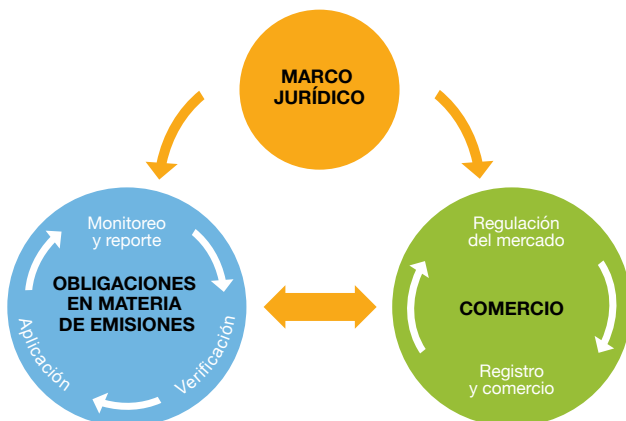 MARCO
JURÍDICO
Monitoreo
y reporte
OBLIGACIONES
EN MATERIA
DE EMISIONES
Verificación
Aplicación
Regulación
del mercado
COMERCIO
Registro
y comercio